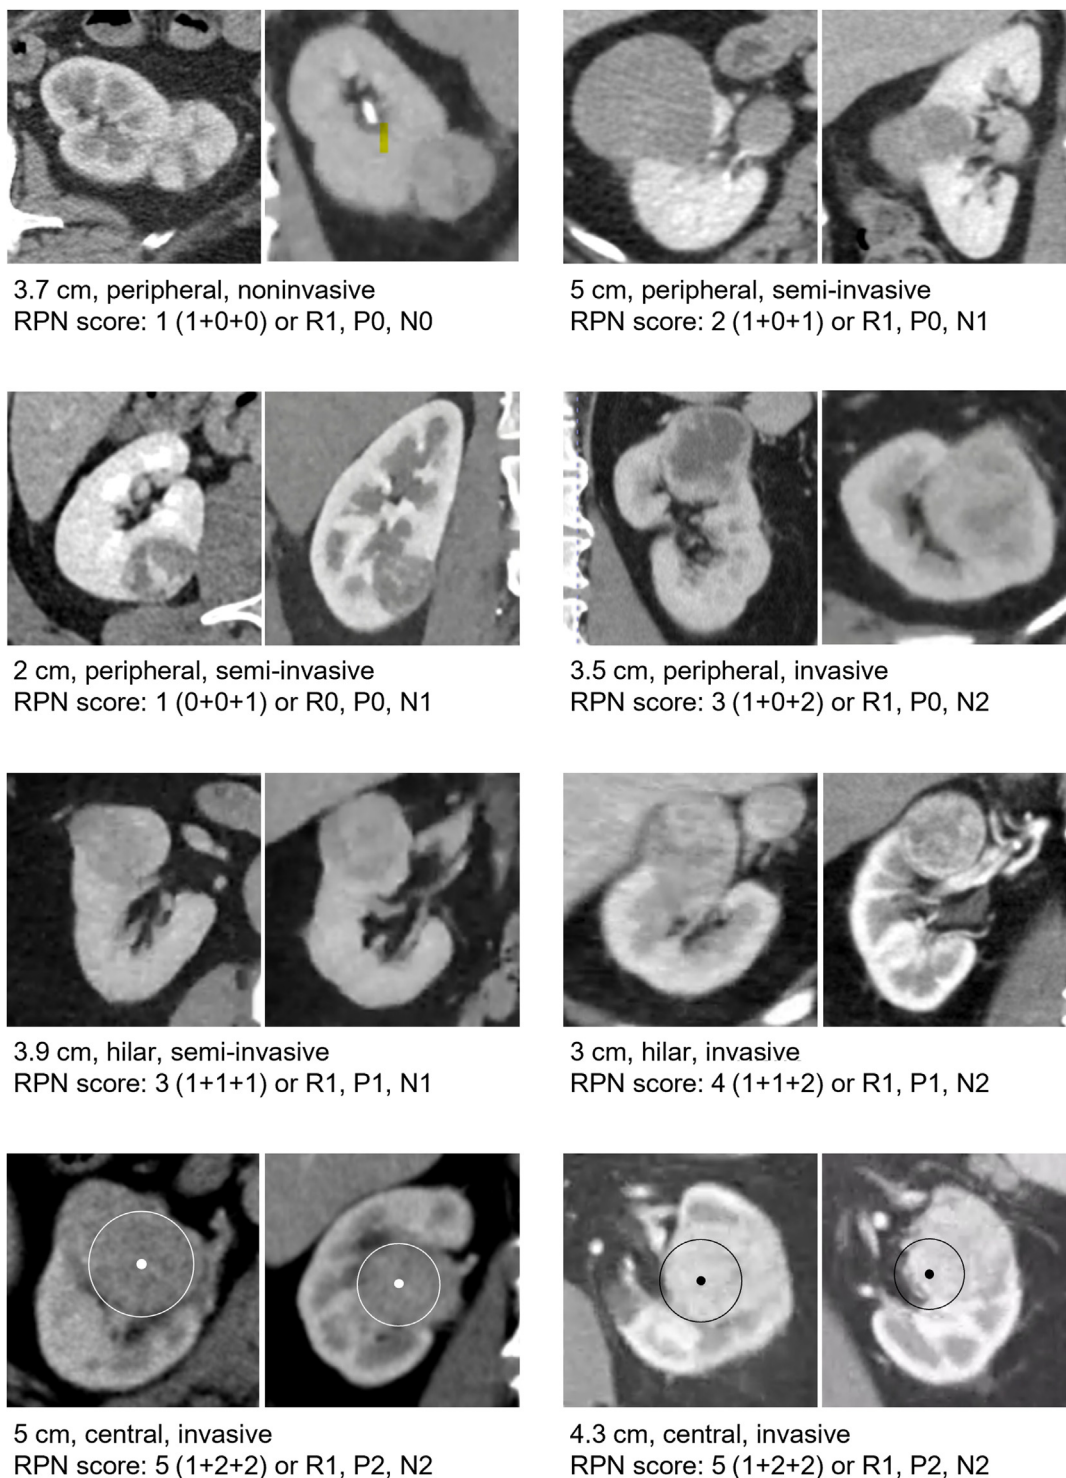 3.7 cm, peripheral, noninvasive
RPN score: 1 (1+0+0) or R1, P0, N0
5 cm, peripheral, semi-invasive
RPN score: 2 (1+0+1) or R1, P0, N1
2 cm, peripheral, semi-invasive
RPN score: 1 (0+0+1) or R0, P0, N1
3.5 cm, peripheral, invasive
RPN score: 3 (1+0+2) or R1, P0, N2
3.9 cm, hilar, semi-invasive
RPN score: 3 (1+1+1) or R1, P1, N1
3 cm, hilar, invasive
RPN score: 4 (1+1+2) or R1, P1, N2
5 cm, central, invasive
RPN score: 5 (1+2+2) or R1, P2, N2
4.3 cm, central, invasive
RPN score: 5 (1+2+2) or R1, P2, N2